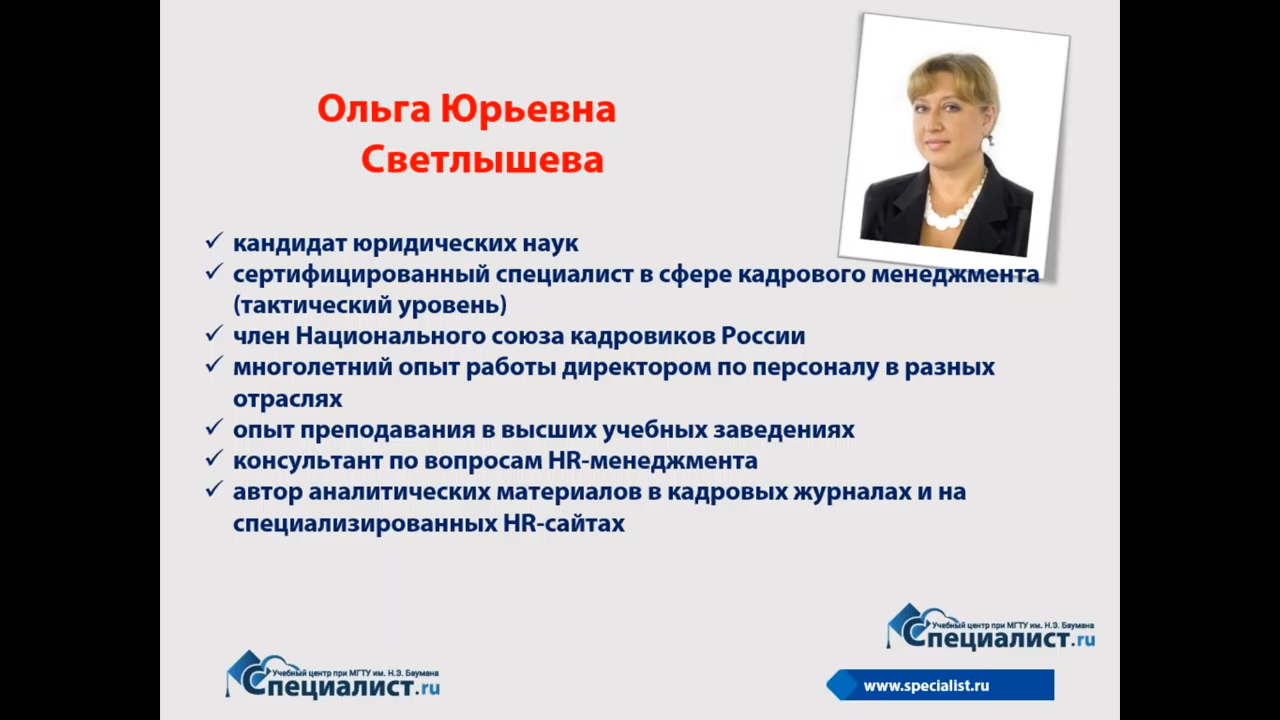 Ольга Юрьевна
Светлышева
кандидат юридических наук
сертифицированный специалист в сфере кадрового менеджмента
(тактический уровень)
член Национального союза кадровиков России
многолетний опыт работы директором по персоналу в разных
отраслях
опыт преподавания в высших учебных заведениях
консультант по вопросам HR-менеджмента
автор аналитических материалов в кадровых журналах и на
специализированных HR-сайтах
Учебный центр при МГТУ им. Н.Э. Баумана
Специалист.ru
Учебный центр при МГТУ им. Н.Э. Баумана
Специалист.ru
www.specialist.ru